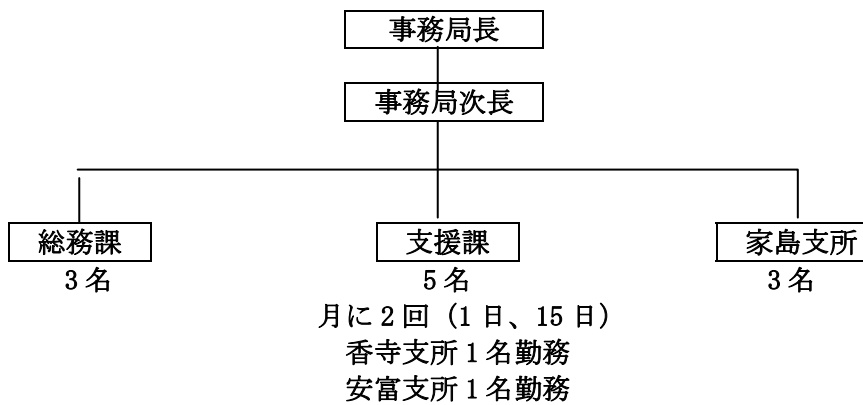 事務局長
事務局次長
総務課 支援課 家島支所
3名 5名 3名
月に2回（1日、15日）
香寺支所1名勤務
安富支所1名勤務